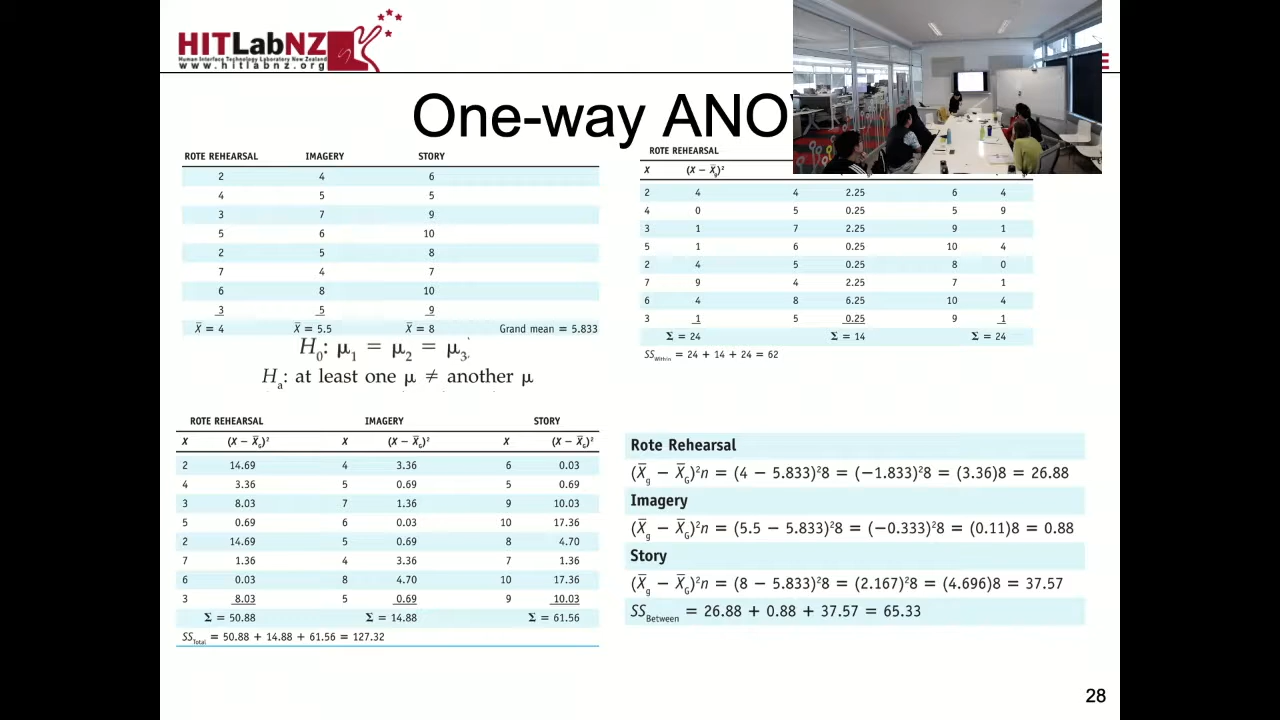 HITLabNZ
Human Interface Technology Laboratory New Zealand
www.hitlabnz.org
One-way ANO
ROTE REHEARSAL IMAGERY STORY
2 4 6
4 5 5
3 7 9
5 6 10
2 5 8
7 4 7
6 8 10
3 5 9
X̄ = 4 X̄ = 5.5 X̄ = 8 Grand mean = 5.833
H₀: μ₁ = μ₂ = μ₃
Hₐ: at least one μ ≠ another μ
ROTE REHEARSAL
X (X − X̄g)²
2 4 4 2.25 6 4
4 0 5 0.25 5 9
3 1 7 2.25 9 1
5 1 6 0.25 10 4
2 4 5 0.25 8 0
7 9 4 2.25 7 1
6 4 8 6.25 10 4
3 1 5 0.25 9 1
Σ = 24 Σ = 14 Σ = 24
SSWithin = 24 + 14 + 24 = 62
ROTE REHEARSAL IMAGERY STORY
X (X − X̄G)² X (X − X̄G)² X (X − X̄G)²
2 14.69 4 3.36 6 0.03
4 3.36 5 0.69 5 0.69
3 8.03 7 1.36 9 10.03
5 0.69 6 0.03 10 17.36
2 14.69 5 0.69 8 4.70
7 1.36 4 3.36 7 1.36
6 0.03 8 4.70 10 17.36
3 8.03 5 0.69 9 10.03
Σ = 50.88 Σ = 14.88 Σ = 61.56
SSTotal = 50.88 + 14.88 + 61.56 = 127.32
Rote Rehearsal
(X̄g − X̄G)²n = (4 − 5.833)²8 = (−1.833)²8 = (3.36)8 = 26.88
Imagery
(X̄g − X̄G)²n = (5.5 − 5.833)²8 = (−0.333)²8 = (0.11)8 = 0.88
Story
(X̄g − X̄G)²n = (8 − 5.833)²8 = (2.167)²8 = (4.696)8 = 37.57
SSBetween = 26.88 + 0.88 + 37.57 = 65.33
28